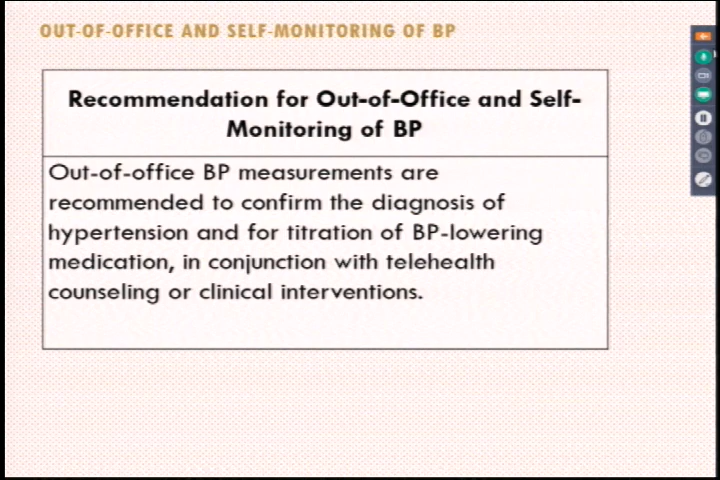 OUT-OF-OFFICE AND SELF-MONITORING OF BP
Recommendation for Out-of-Office and Self-
Monitoring of BP
Out-of-office BP measurements are
recommended to confirm the diagnosis of
hypertension and for titration of BP-lowering
medication, in conjunction with telehealth
counseling or clinical interventions.